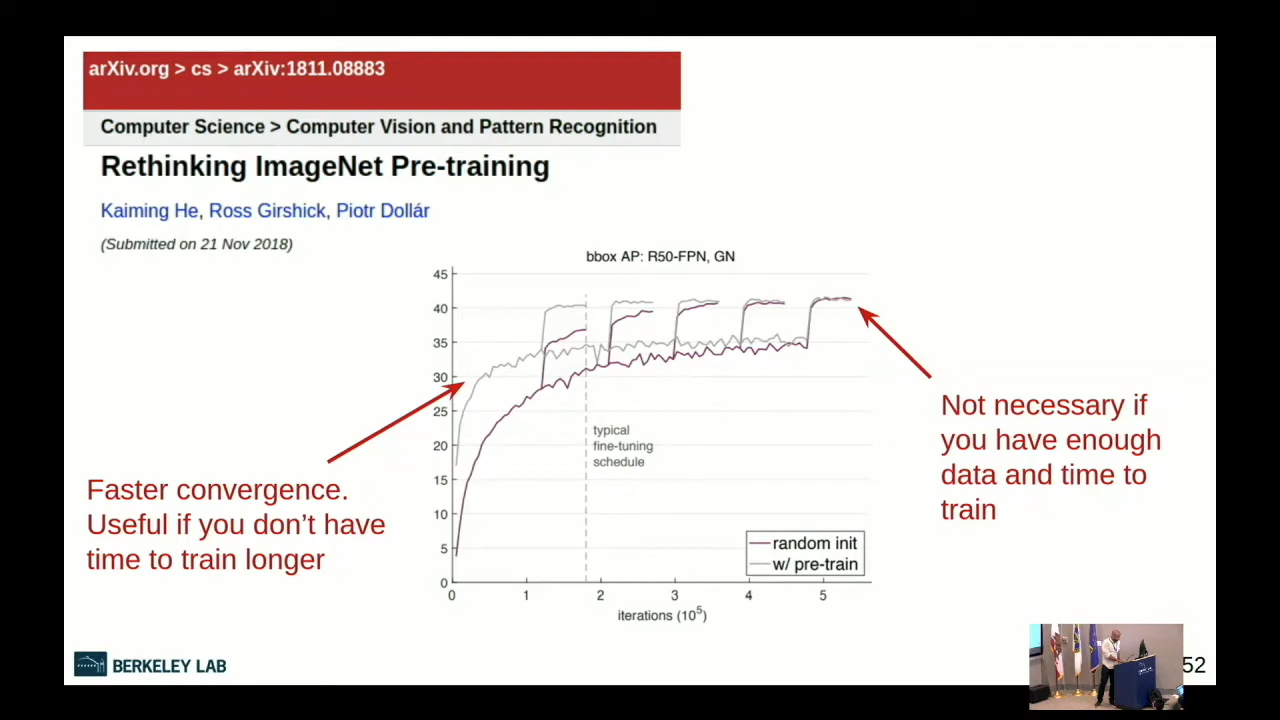 arXiv.org > cs > arXiv:1811.08883
Computer Science > Computer Vision and Pattern Recognition
Rethinking ImageNet Pre-training
Kaiming He, Ross Girshick, Piotr Dollár
(Submitted on 21 Nov 2018)
bbox AP: R50-FPN, GN
45
40
35
30
25
20
15
10
5
0
typical
fine-tuning
schedule
random init
w/ pre-train
0 1 2 3 4 5
iterations (10⁵)
Faster convergence.
Useful if you don't have
time to train longer
Not necessary if
you have enough
data and time to
train
BERKELEY LAB
52